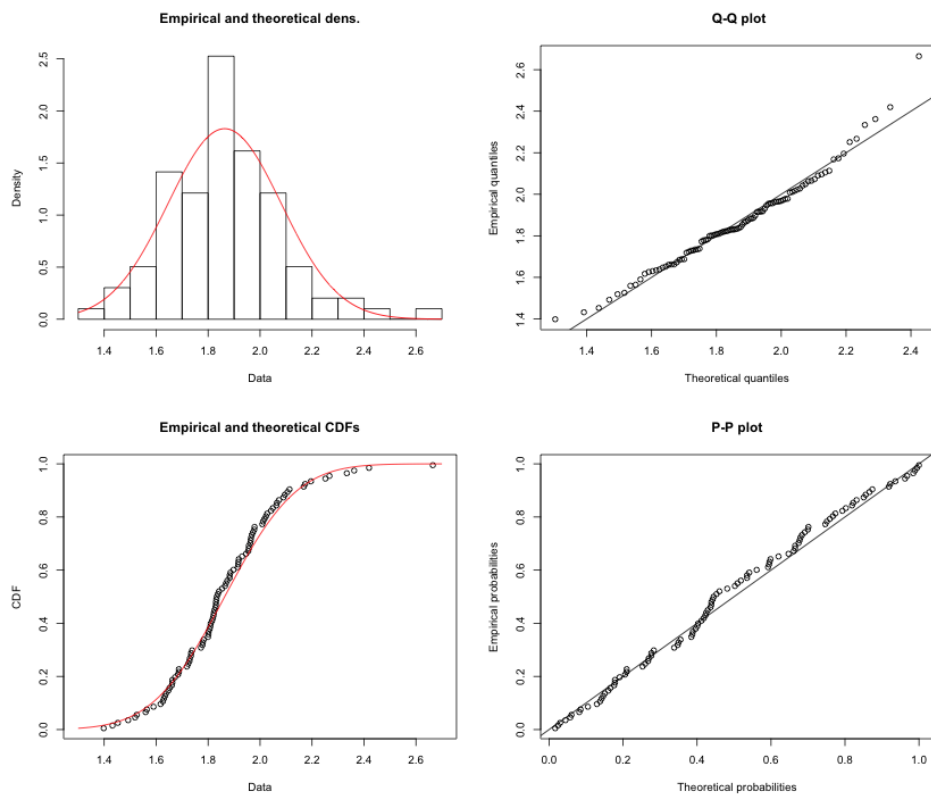 Empirical and theoretical dens.
Density
0.0 0.5 1.0 1.5 2.0 2.5
1.4 1.6 1.8 2.0 2.2 2.4 2.6
Data
Q-Q plot
Empirical quantiles
1.4 1.6 1.8 2.0 2.2 2.4 2.6
1.4 1.6 1.8 2.0 2.2 2.4
Theoretical quantiles
Empirical and theoretical CDFs
CDF
0.0 0.2 0.4 0.6 0.8 1.0
1.4 1.6 1.8 2.0 2.2 2.4 2.6
Data
P-P plot
Empirical probabilities
0.0 0.2 0.4 0.6 0.8 1.0
0.0 0.2 0.4 0.6 0.8 1.0
Theoretical probabilities